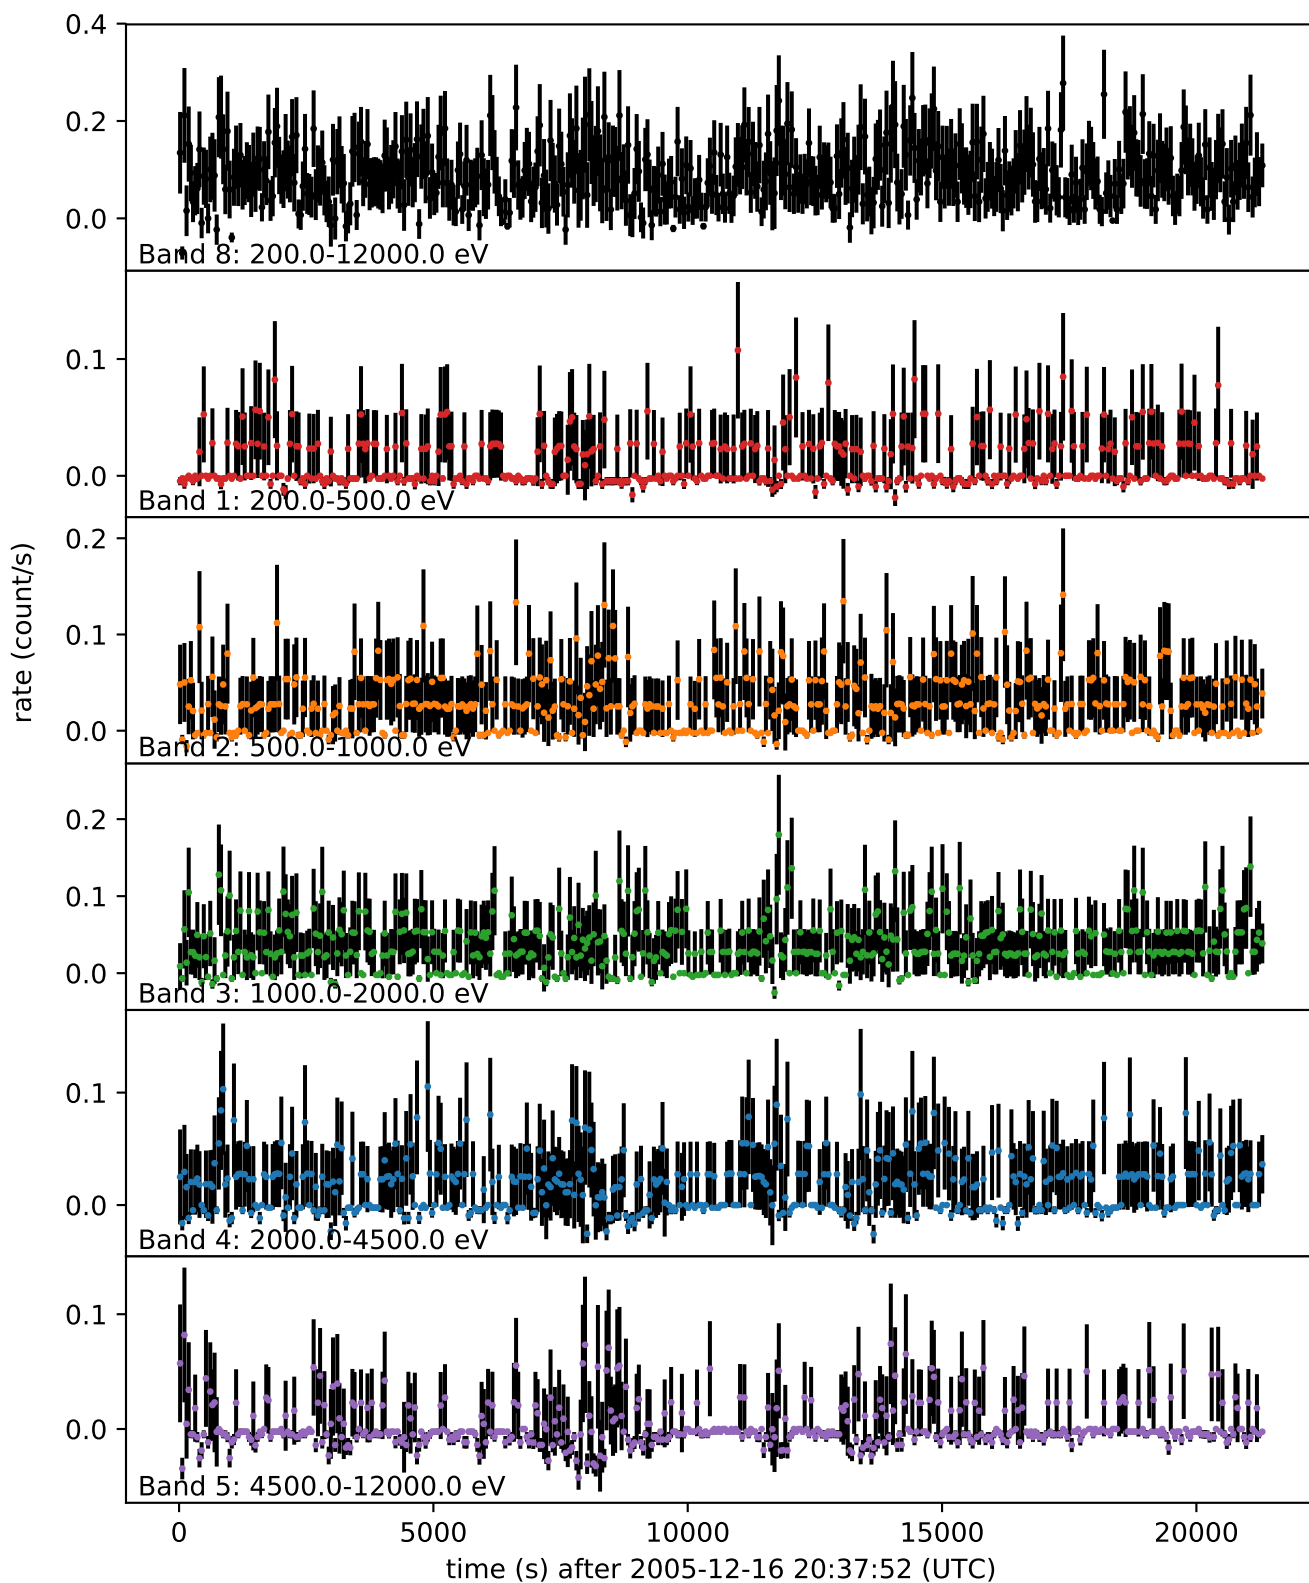 0.4
0.2
0.0
Band 8: 200.0-12000.0 eV
0.1
0.0
Band 1: 200.0-500.0 eV
0.2
0.1
0.0
Band 2: 500.0-1000.0 eV
rate (count/s)
0.2
0.1
0.0
Band 3: 1000.0-2000.0 eV
0.1
0.0
Band 4: 2000.0-4500.0 eV
0.1
0.0
Band 5: 4500.0-12000.0 eV
0 5000 10000 15000 20000
time (s) after 2005-12-16 20:37:52 (UTC)